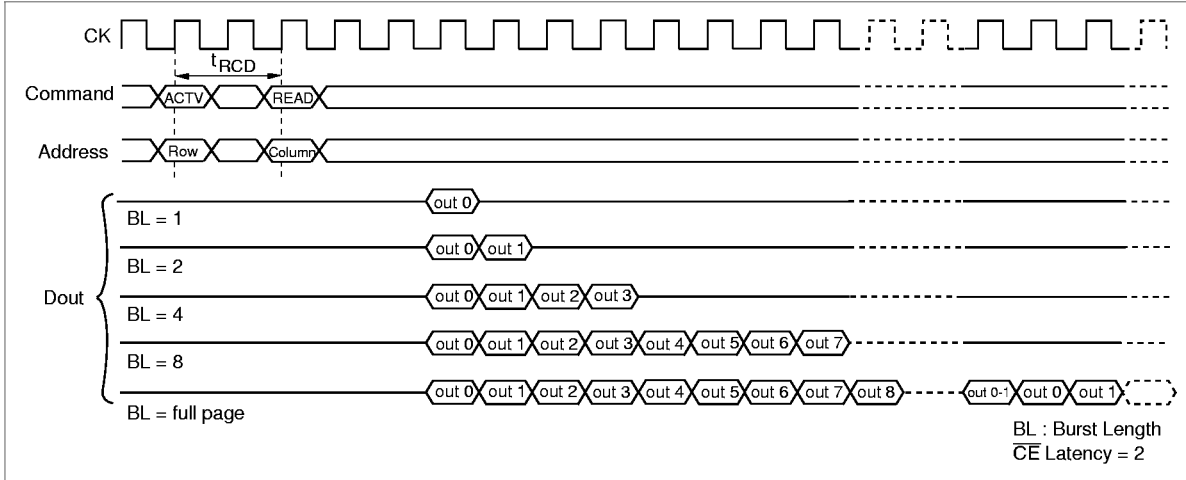 CK
tRCD
Command ACTV READ
Address Row Column
out 0
BL = 1
out 0 out 1
BL = 2
Dout
out 0 out 1 out 2 out 3
BL = 4
out 0 out 1 out 2 out 3 out 4 out 5 out 6 out 7
BL = 8
out 0 out 1 out 2 out 3 out 4 out 5 out 6 out 7 out 8 out 0-1 out 0 out 1
BL = full page
BL : Burst Length
CE Latency = 2